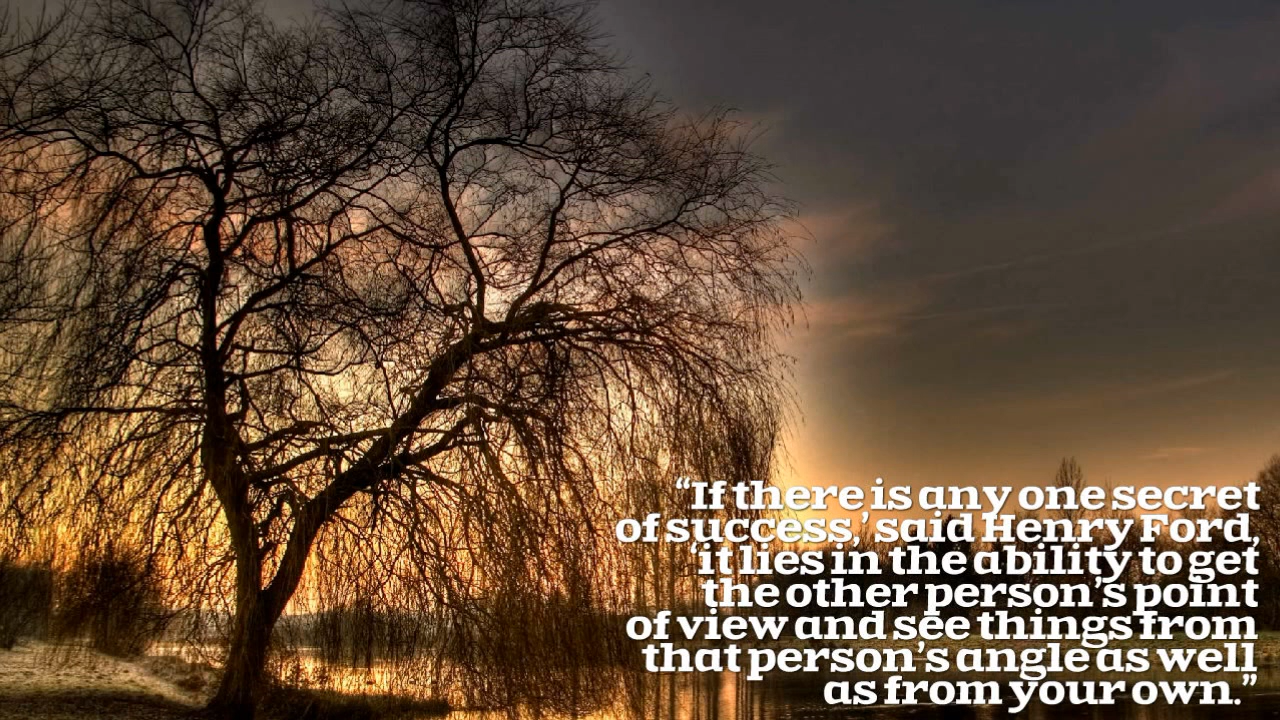 “If there is any one secret
of success,’ said Henry Ford,
‘it lies in the ability to get
the other person’s point
of view and see things from
that person’s angle as well
as from your own.”